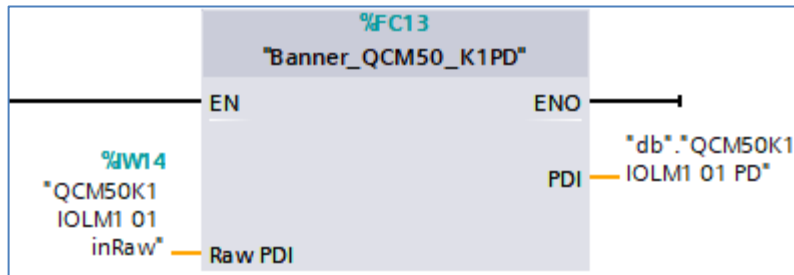 %FC13
"Banner_QCM50_K1PD"
EN
ENO
%IW14
"QCM50K1
IOLM1 01
inRaw"
Raw PDI
PDI
"db"."QCM50K1
IOLM1 01 PD"